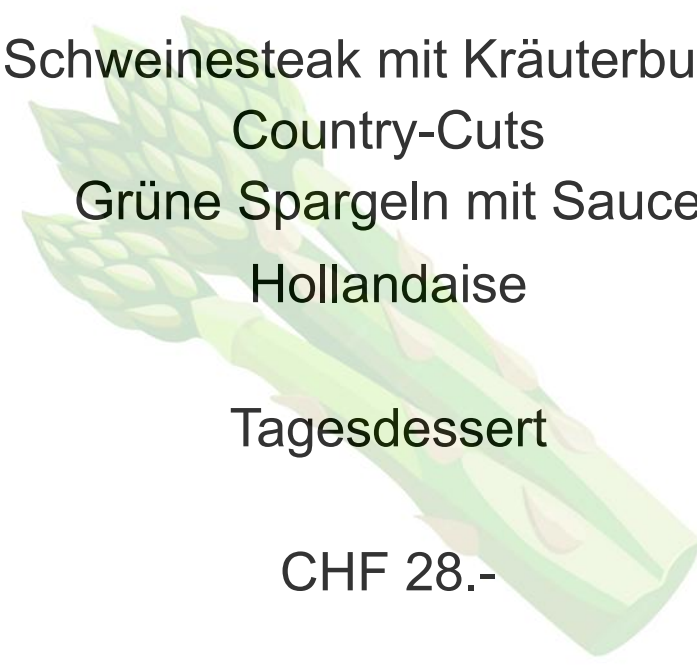 Schweinesteak mit Kräuterbu
Country-Cuts
Grüne Spargeln mit Sauce
Hollandaise
Tagesdessert
CHF 28.-